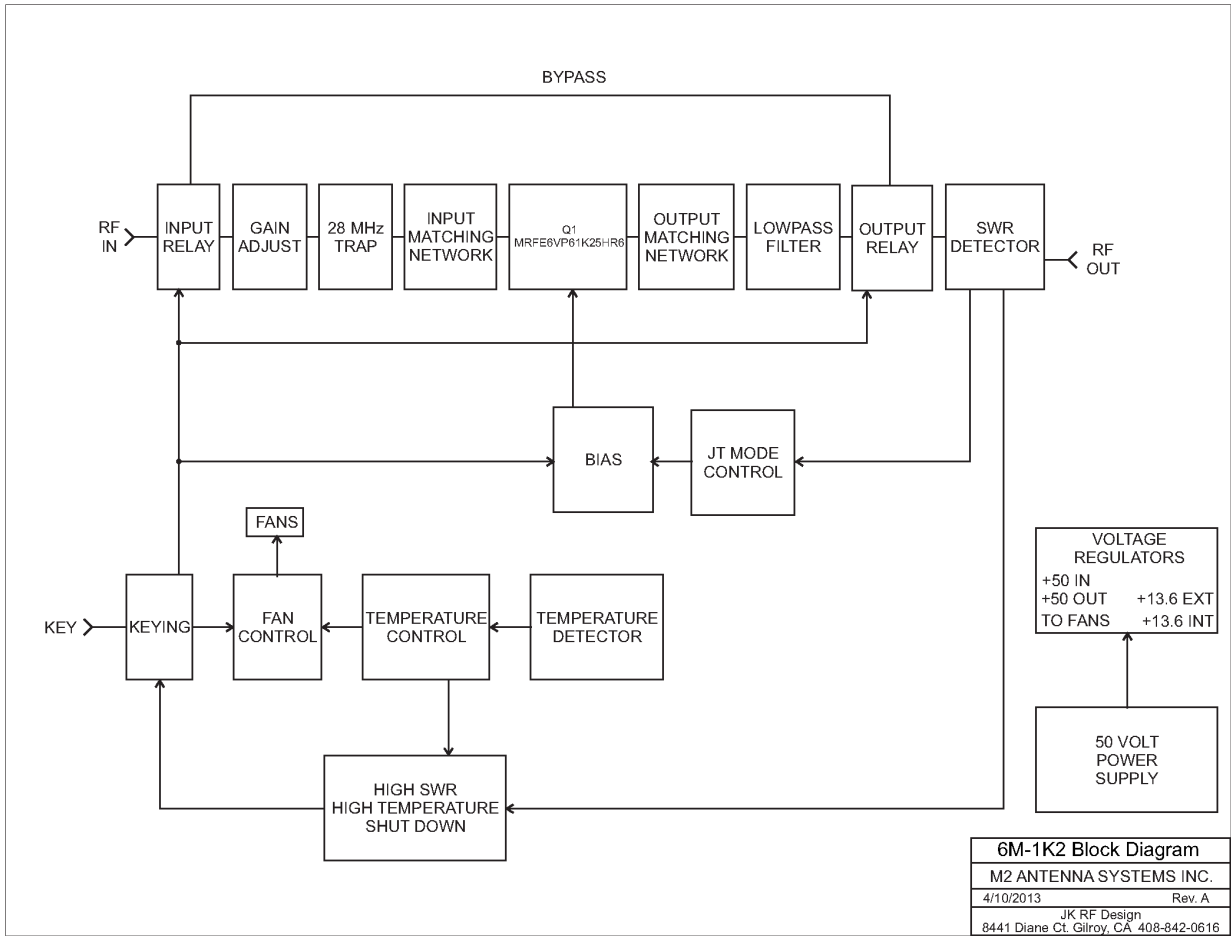 BYPASS
RF
IN
INPUT
RELAY
GAIN
ADJUST
28 MHz
TRAP
INPUT
MATCHING
NETWORK
Q1
MRFE6VP61K25HR6
OUTPUT
MATCHING
NETWORK
LOWPASS
FILTER
OUTPUT
RELAY
SWR
DETECTOR
RF
OUT
BIAS
JT MODE
CONTROL
FANS
KEY
KEYING
FAN
CONTROL
TEMPERATURE
CONTROL
TEMPERATURE
DETECTOR
VOLTAGE
REGULATORS
+50 IN
+50 OUT +13.6 EXT
TO FANS +13.6 INT
HIGH SWR
HIGH TEMPERATURE
SHUT DOWN
50 VOLT
POWER
SUPPLY
6M-1K2 Block Diagram
M2 ANTENNA SYSTEMS INC.
4/10/2013 Rev. A
JK RF Design
8441 Diane Ct. Gilroy, CA 408-842-0616